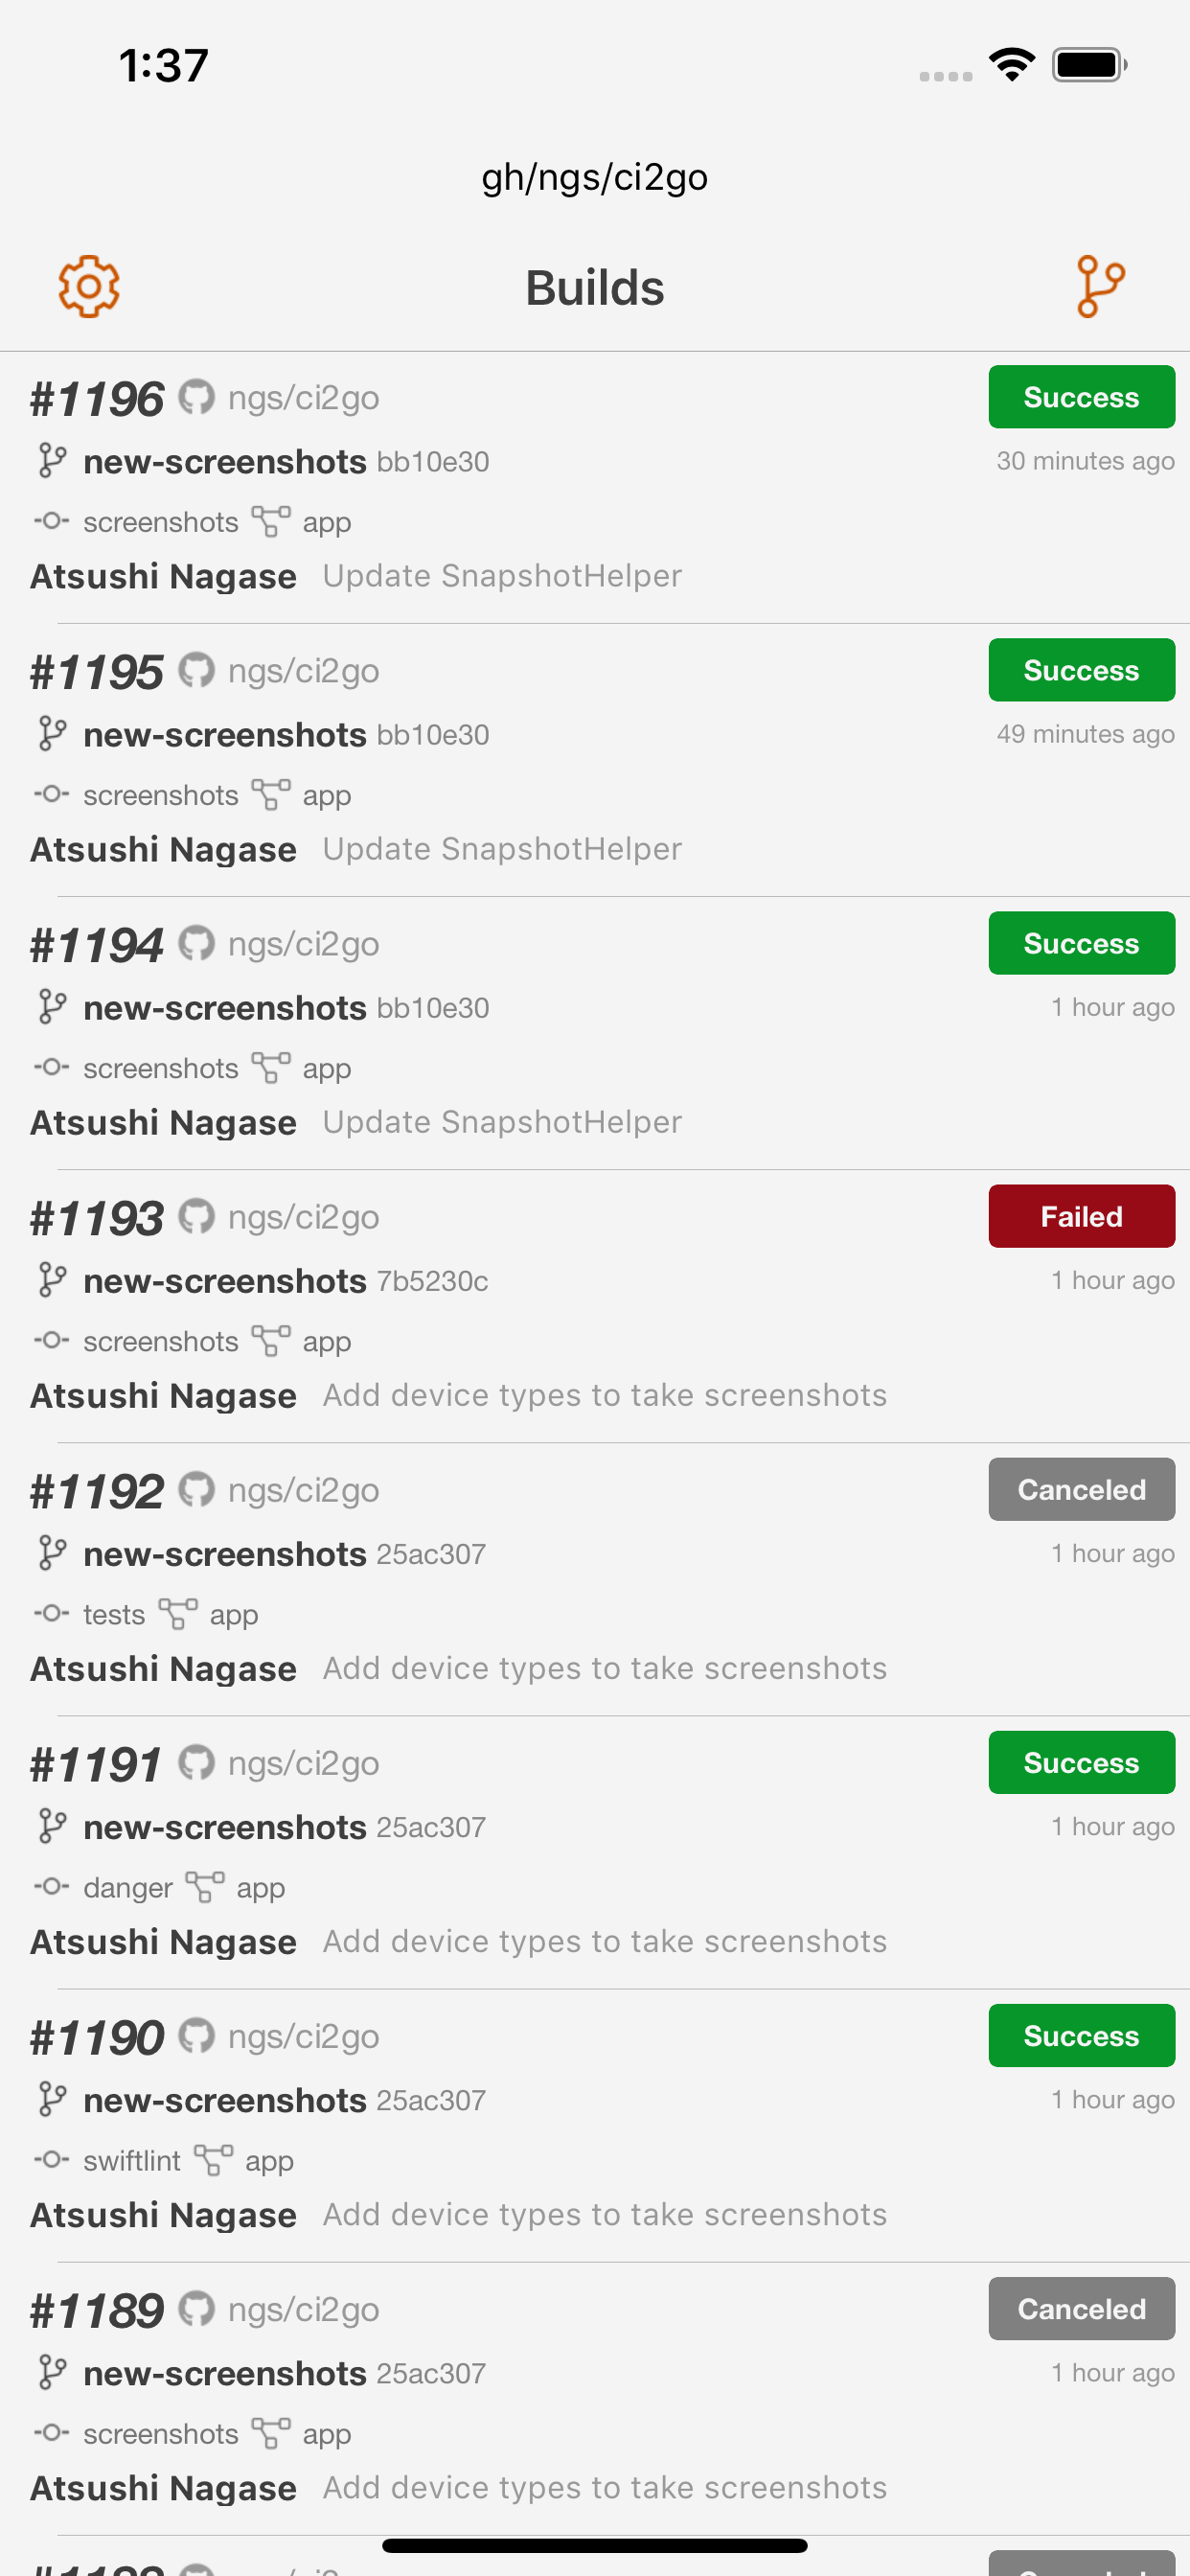 1:37
gh/ngs/ci2go
Builds
#1196 ngs/ci2go Success
new-screenshots bb10e30 30 minutes ago
screenshots app
Atsushi Nagase Update SnapshotHelper
#1195 ngs/ci2go Success
new-screenshots bb10e30 49 minutes ago
screenshots app
Atsushi Nagase Update SnapshotHelper
#1194 ngs/ci2go Success
new-screenshots bb10e30 1 hour ago
screenshots app
Atsushi Nagase Update SnapshotHelper
#1193 ngs/ci2go Failed
new-screenshots 7b5230c 1 hour ago
screenshots app
Atsushi Nagase Add device types to take screenshots
#1192 ngs/ci2go Canceled
new-screenshots 25ac307 1 hour ago
tests app
Atsushi Nagase Add device types to take screenshots
#1191 ngs/ci2go Success
new-screenshots 25ac307 1 hour ago
danger app
Atsushi Nagase Add device types to take screenshots
#1190 ngs/ci2go Success
new-screenshots 25ac307 1 hour ago
swiftlint app
Atsushi Nagase Add device types to take screenshots
#1189 ngs/ci2go Canceled
new-screenshots 25ac307 1 hour ago
screenshots app
Atsushi Nagase Add device types to take screenshots